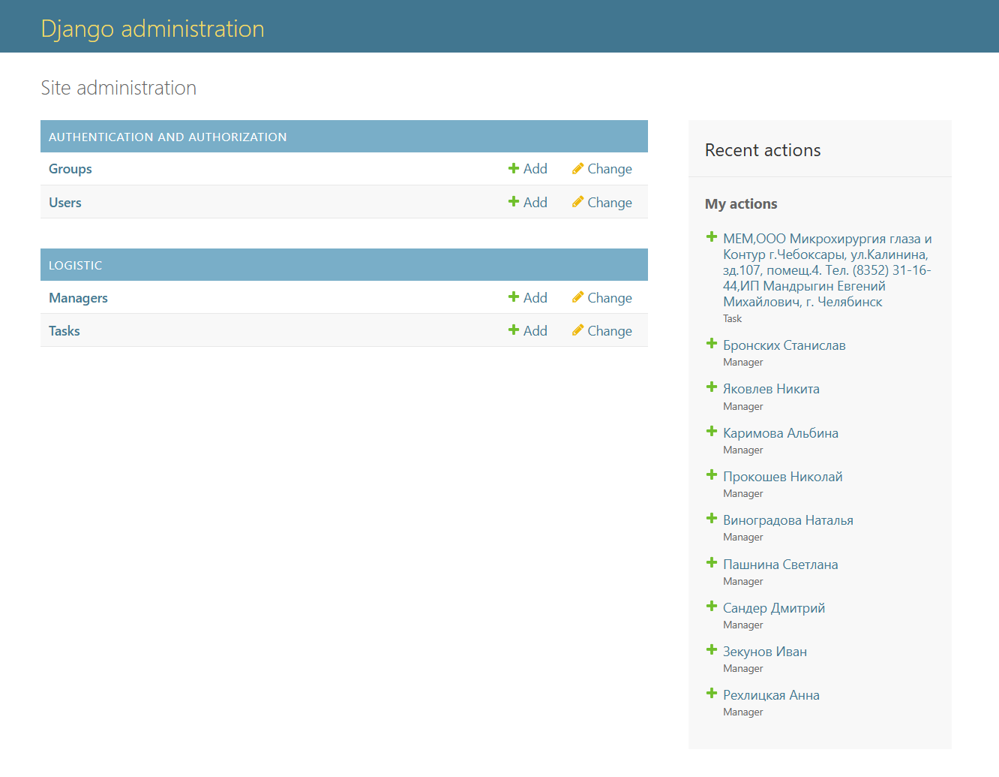 Django administration
Site administration
AUTHENTICATION AND AUTHORIZATION
Groups Add Change
Users Add Change
LOGISTIC
Managers Add Change
Tasks Add Change
Recent actions
My actions
МЕМ,ООО Микрохирургия глаза и
Контур г.Чебоксары, ул.Калинина,
зд.107, помещ.4. Тел. (8352) 31-16-
44,ИП Мандрыгин Евгений
Михайлович, г. Челябинск
Task
Бронских Станислав
Manager
Яковлев Никита
Manager
Каримова Альбина
Manager
Прокошев Николай
Manager
Виноградова Наталья
Manager
Пашнина Светлана
Manager
Сандер Дмитрий
Manager
Зекунов Иван
Manager
Рехлицкая Анна
Manager